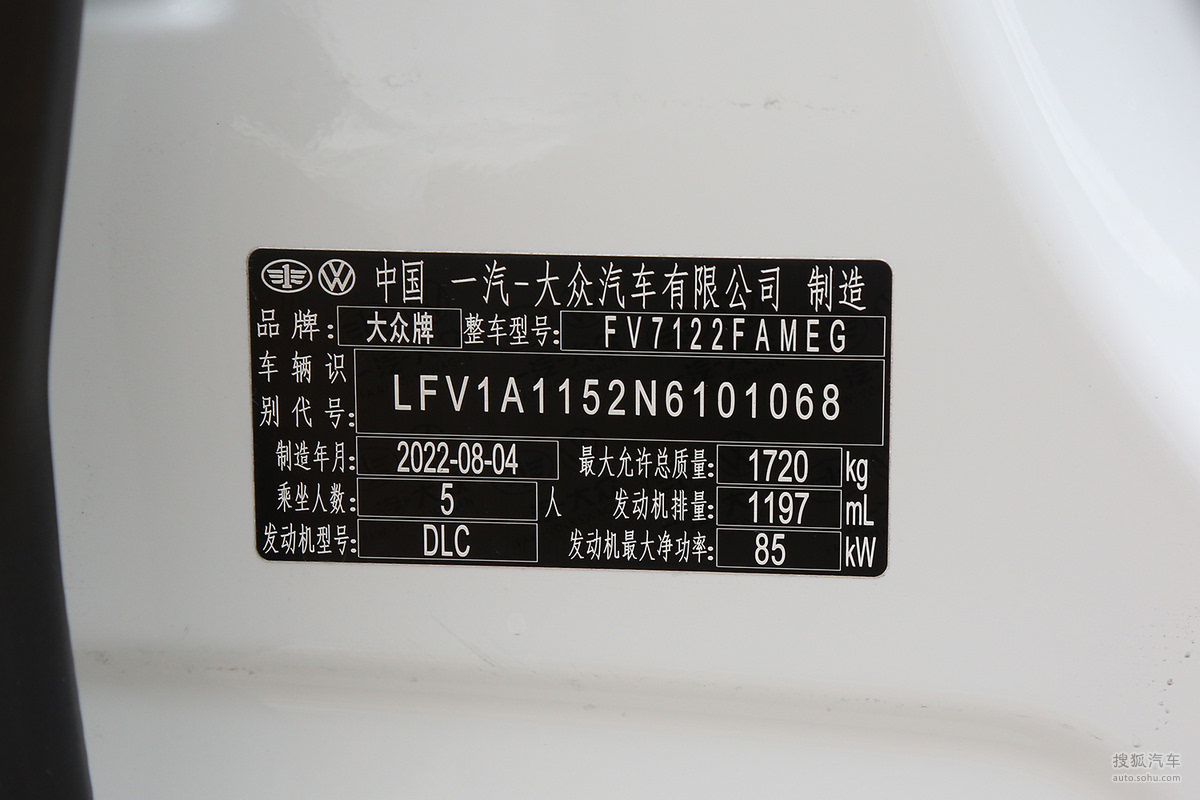 中国 一汽-大众汽车有限公司 制造
品牌: 大众牌 整车型号: FV7122FAMEG
车辆识别代号: LFV1A1152N6101068
制造年月: 2022-08-04 最大允许总质量: 1720 kg
乘坐人数: 5 人 发动机排量: 1197 mL
发动机型号: DLC 发动机最大净功率: 85 kW
搜狐汽车
auto.sohu.com